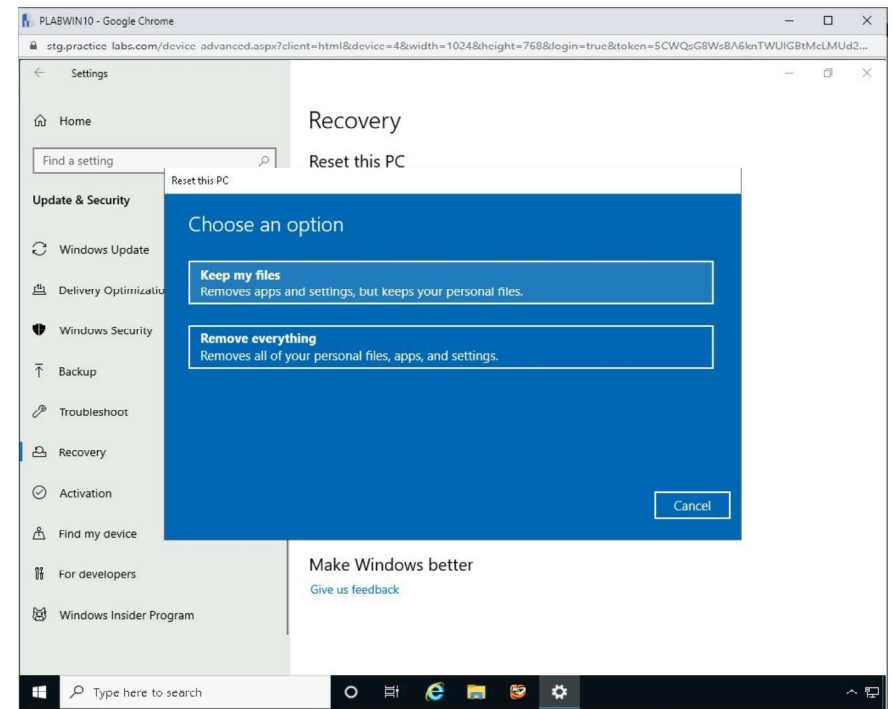 PLABWIN10 - Google Chrome
stg.practice-labs.com/device-advanced.aspx?client=html&device=4&width=1024&height=768&login=true&token=
Settings
Home
Find a setting
Update & Security
Windows Update
Delivery Optimizatio
Windows Security
Backup
Troubleshoot
Recovery
Activation
Find my device
For developers
Windows Insider Program
Recovery
Reset this PC
Reset this PC
Choose an option
Keep my files
Removes apps and settings, but keeps your personal files.
Remove everything
Removes all of your personal files, apps, and settings.
Cancel
Make Windows better
Give us feedback
Type here to search